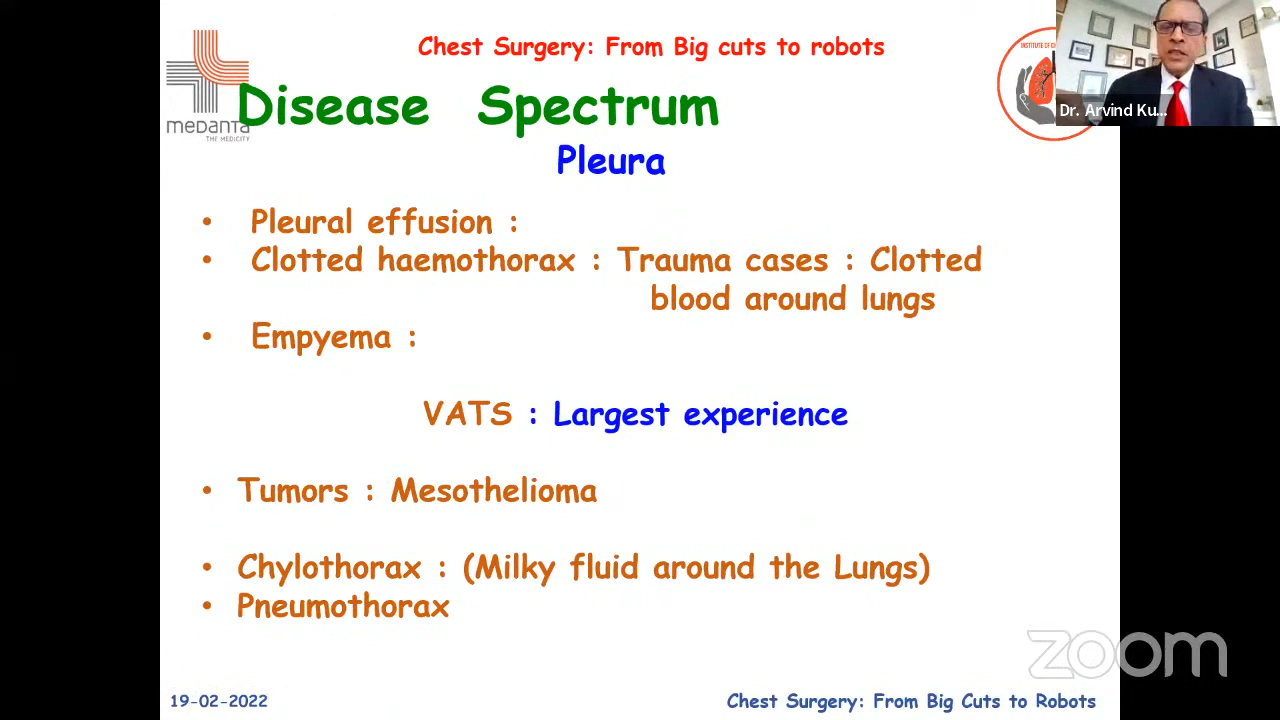 Chest Surgery: From Big cuts to robots
Disease Spectrum
medanta
THE MEDICITY
Pleura
Dr. Arvind Ku...
• Pleural effusion :
• Clotted haemothorax : Trauma cases : Clotted
blood around lungs
• Empyema :
VATS : Largest experience
• Tumors : Mesothelioma
• Chylothorax : (Milky fluid around the Lungs)
• Pneumothorax
zoom
19-02-2022
Chest Surgery: From Big Cuts to Robots